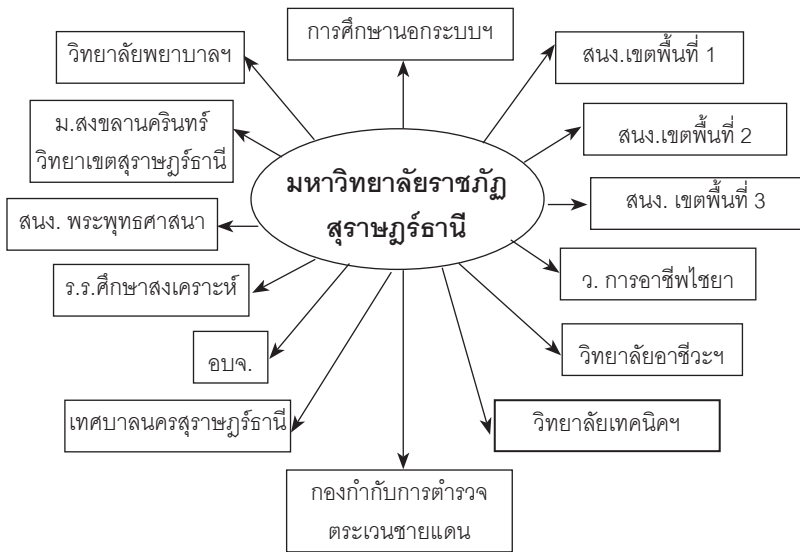 การศึกษานอกระบบฯ
วิทยาลัยพยาบาลฯ
สนง.เขตพื้นที่ 1
ม.สงขลานครินทร์
วิทยาเขตสุราษฎร์ธานี
สนง.เขตพื้นที่ 2
มหาวิทยาลัยราชภัฏ
สุราษฎร์ธานี
สนง. เขตพื้นที่ 3
สนง. พระพุทธศาสนา
ร.ร.ศึกษาสงเคราะห์
ว. การอาชีพไชยา
อบจ.
วิทยาลัยอาชีวะฯ
เทศบาลนครสุราษฎร์ธานี
วิทยาลัยเทคนิคฯ
กองกำกับการตำรวจ
ตระเวนชายแดน